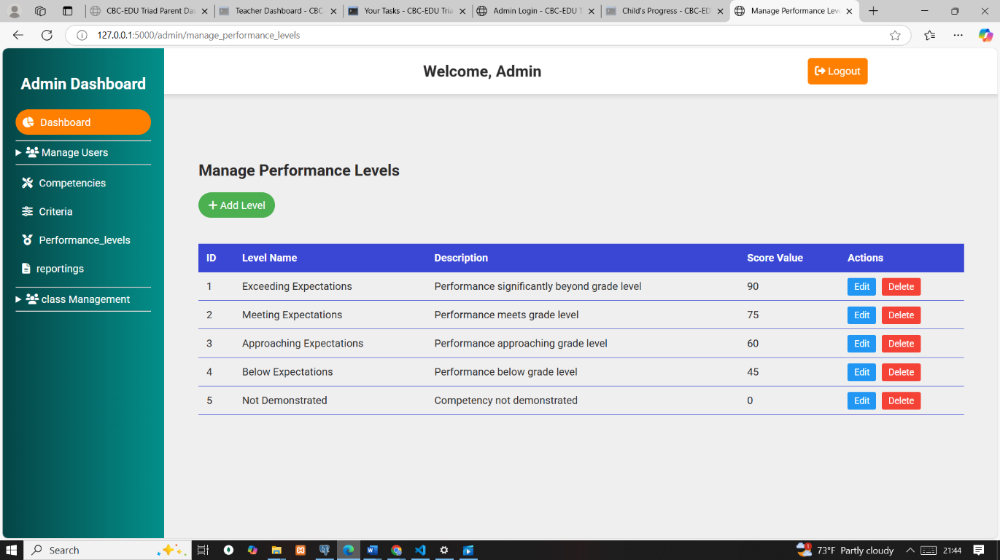 CBC-EDU Triad Parent Das
Teacher Dashboard - CBC
Your Tasks - CBC-EDU Tria
Admin Login - CBC-EDU T
Child's Progress - CBC-ED
Manage Performance Leve
127.0.0.1:5000/admin/manage_performance_levels
Admin Dashboard
Dashboard
Manage Users
Competencies
Criteria
Performance_levels
reportings
class Management
Welcome, Admin
Logout
Manage Performance Levels
+ Add Level
ID Level Name Description Score Value Actions
1 Exceeding Expectations Performance significantly beyond grade level 90 Edit Delete
2 Meeting Expectations Performance meets grade level 75 Edit Delete
3 Approaching Expectations Performance approaching grade level 60 Edit Delete
4 Below Expectations Performance below grade level 45 Edit Delete
5 Not Demonstrated Competency not demonstrated 0 Edit Delete
Search
1
73°F Partly cloudy
21:44